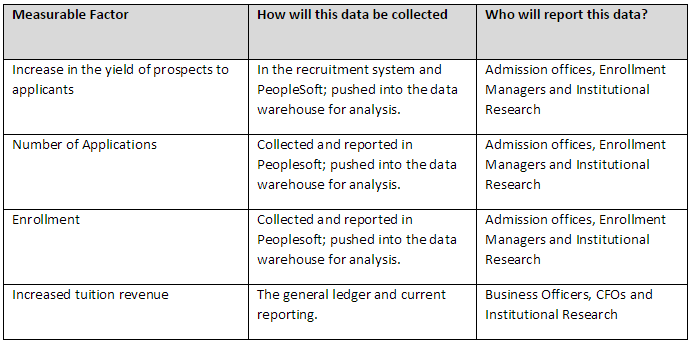 Measurable Factor
How will this data be collected
Who will report this data?
Increase in the yield of prospects to
applicants
In the recruitment system and
PeopleSoft; pushed into the data
warehouse for analysis.
Admission offices, Enrollment
Managers and Institutional
Research
Number of Applications
Collected and reported in
Peoplesoft; pushed into the data
warehouse for analysis.
Admission offices, Enrollment
Managers and Institutional
Research
Enrollment
Collected and reported in
Peoplesoft; pushed into the data
warehouse for analysis.
Admission offices, Enrollment
Managers and Institutional
Research
Increased tuition revenue
The general ledger and current
reporting.
Business Officers, CFOs and
Institutional Research